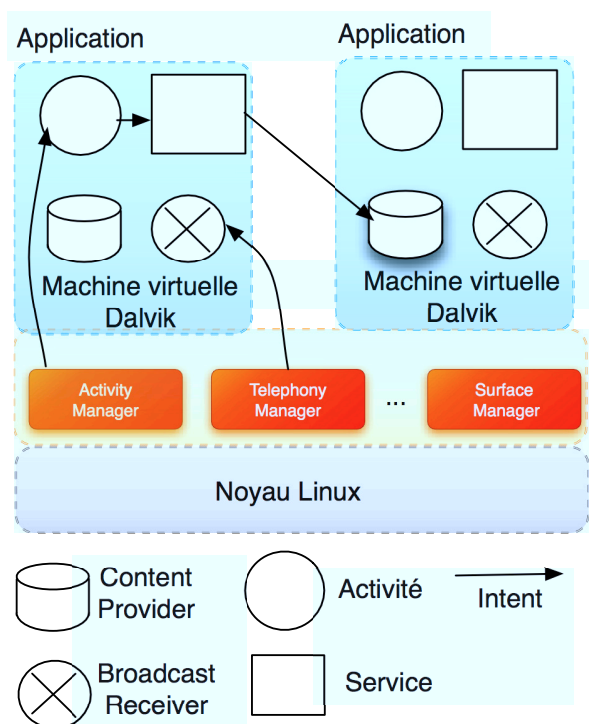 Application
Application
Machine virtuelle
Dalvik
Machine virtuelle
Dalvik
Activity
Manager
Telephony
Manager
...
Surface
Manager
Noyau Linux
Content
Provider
Activité
Intent
Broadcast
Receiver
Service